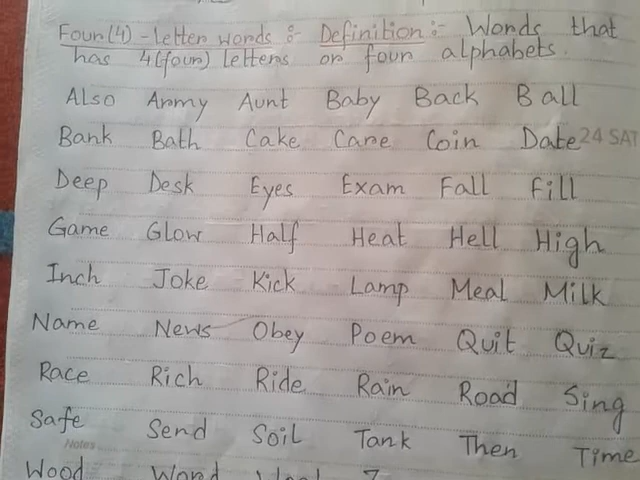 Four(4)-letter words :- Definition :- Words that
has 4(four) letters or four alphabets.
Also Army Aunt Baby Back Ball
Bank Bath Cake Care Coin Date 24 SAT
Deep Desk Eyes Exam Fall Fill
Game Glow Half Heat Hell High
Inch Joke Kick Lamp Meal Milk
Name News Obey Poem Quit Quiz
Race Rich Ride Rain Road Sing
Safe Send Soil Tank Then Time
Notes
Wood Word